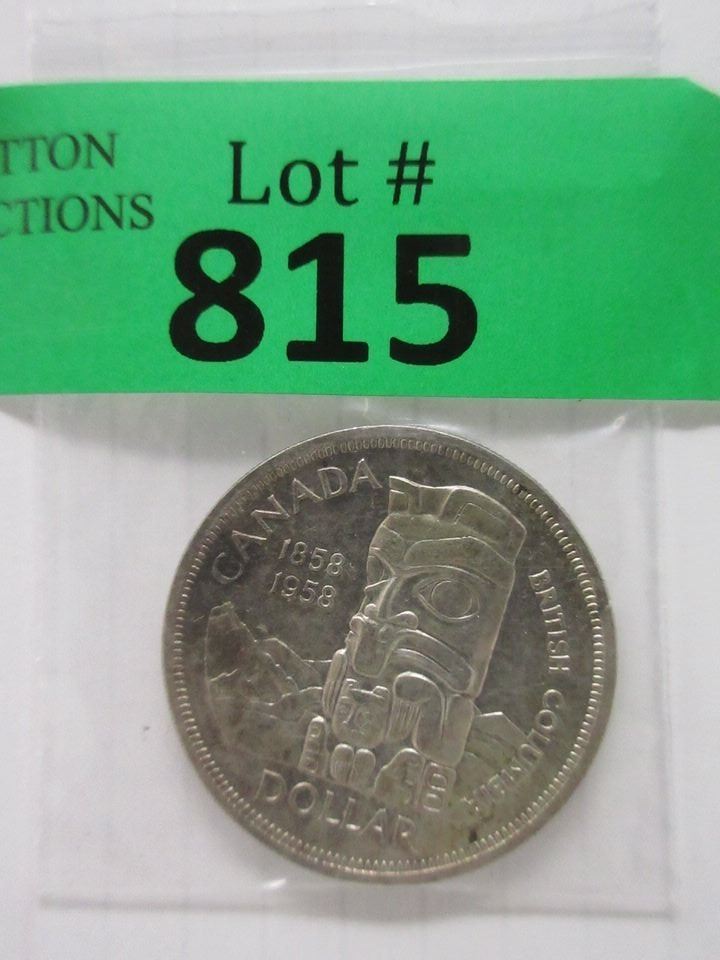 TTON
CTIONS
Lot #
815
CANADA
1858
1958
BRITISH COLUMBIA
DOLLAR